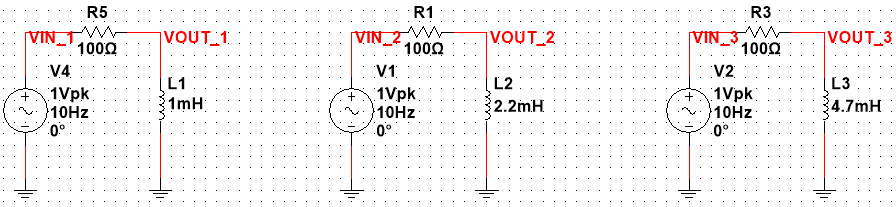 R5
VIN_1
VOUT_1
100Ω
V4
1Vpk
10Hz
0°
L1
1mH
R1
VIN_2
VOUT_2
100Ω
V1
1Vpk
10Hz
0°
L2
2.2mH
R3
VIN_3
VOUT_3
100Ω
V2
1Vpk
10Hz
0°
L3
4.7mH